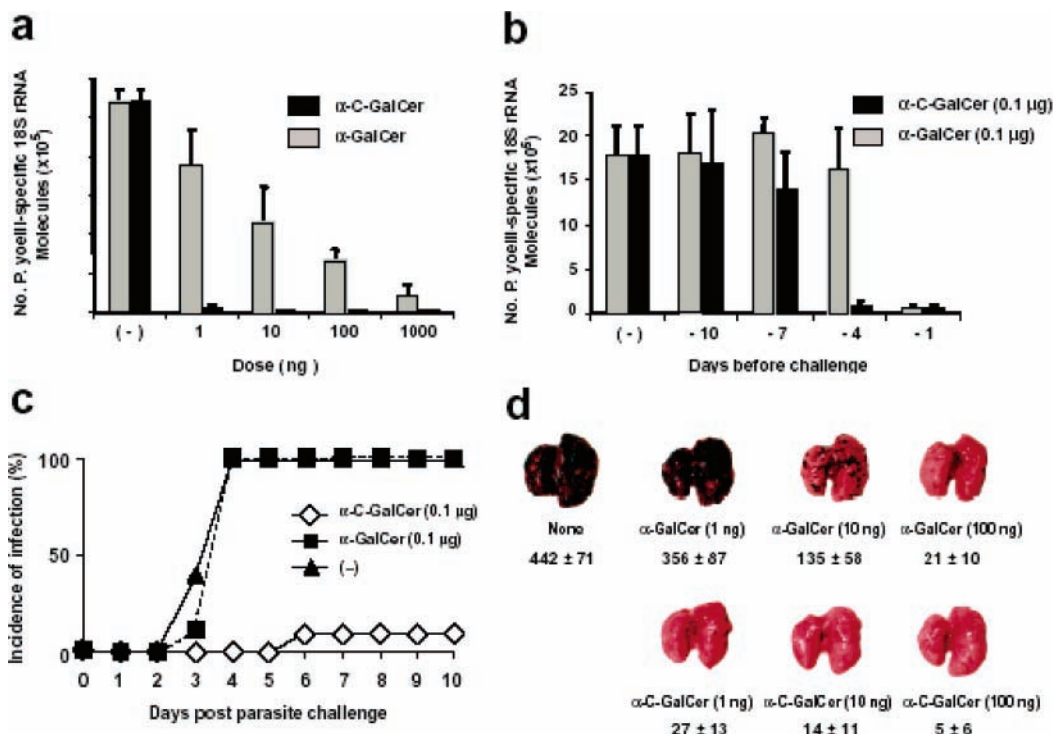 a
No. P. yoelii-specific 18S rRNA
Molecules (x10⁵)
α-C-GalCer
α-GalCer
(-) 1 10 100 1000
Dose (ng)
b
No. P. yoelii-specific 18S rRNA
Molecules (x10⁵)
25
20
15
10
5
0
α-C-GalCer (0.1 µg)
α-GalCer (0.1 µg)
(-) - 10 - 7 - 4 - 1
Days before challenge
c
Incidence of infection (%)
100
50
0
α-C-GalCer (0.1 µg)
α-GalCer (0.1 µg)
(–)
0 1 2 3 4 5 6 7 8 9 10
Days post parasite challenge
d
None α-GalCer (1 ng) α-GalCer (10 ng) α-GalCer (100 ng)
442 ± 71 356 ± 87 135 ± 58 21 ± 10
α-C-GalCer (1 ng) α-C-GalCer (10 ng) α-C-GalCer (100 ng)
27 ± 13 14 ± 11 5 ± 6